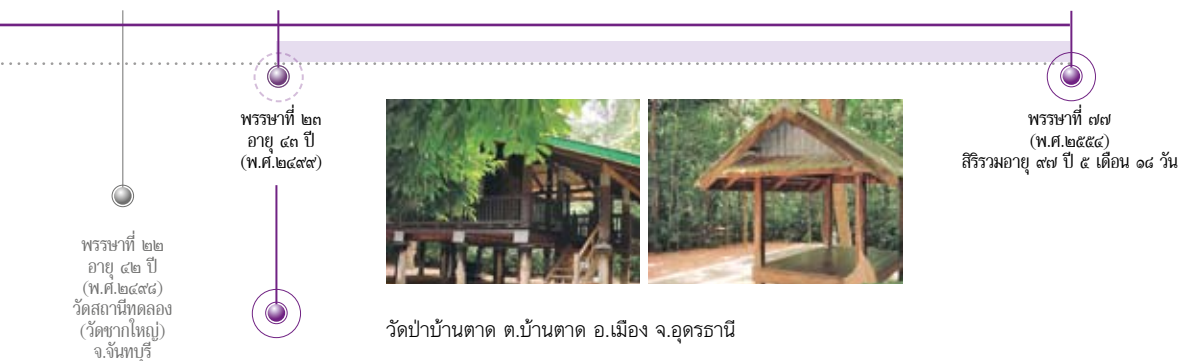 พรรษาที่ ๒๓
อายุ ๔๓ ปี
(พ.ศ.๒๔๙๙)
พรรษาที่ ๗๗
(พ.ศ.๒๕๕๔)
สิริรวมอายุ ๙๗ ปี ๕ เดือน ๑๘ วัน
พรรษาที่ ๒๒
อายุ ๔๒ ปี
(พ.ศ.๒๔๙๘)
วัดสถานีทดลอง
(วัดชากใหญ่)
จ.จันทบุรี
วัดป่าบ้านตาด ต.บ้านตาด อ.เมือง จ.อุดรธานี